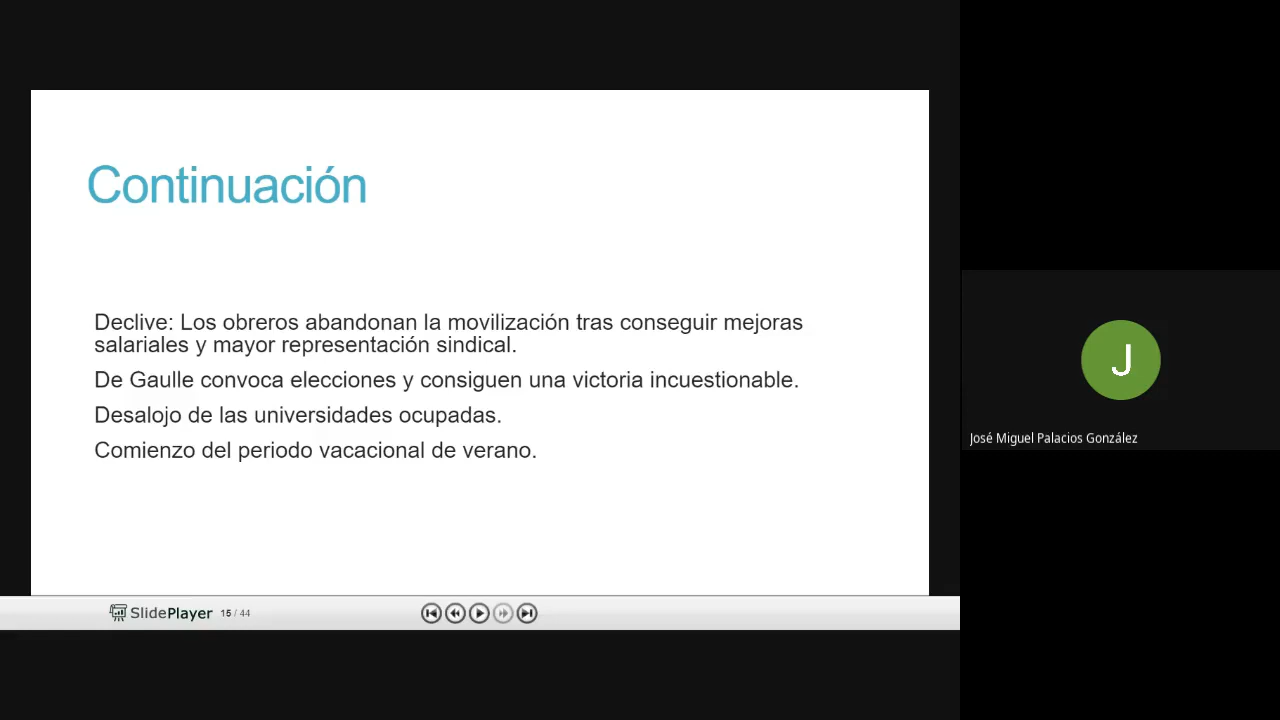 Continuación
Declive: Los obreros abandonan la movilización tras conseguir mejoras
salariales y mayor representación sindical.
De Gaulle convoca elecciones y consiguen una victoria incuestionable.
Desalojo de las universidades ocupadas.
Comienzo del periodo vacacional de verano.
SlidePlayer 15 / 44
J
José Miguel Palacios González